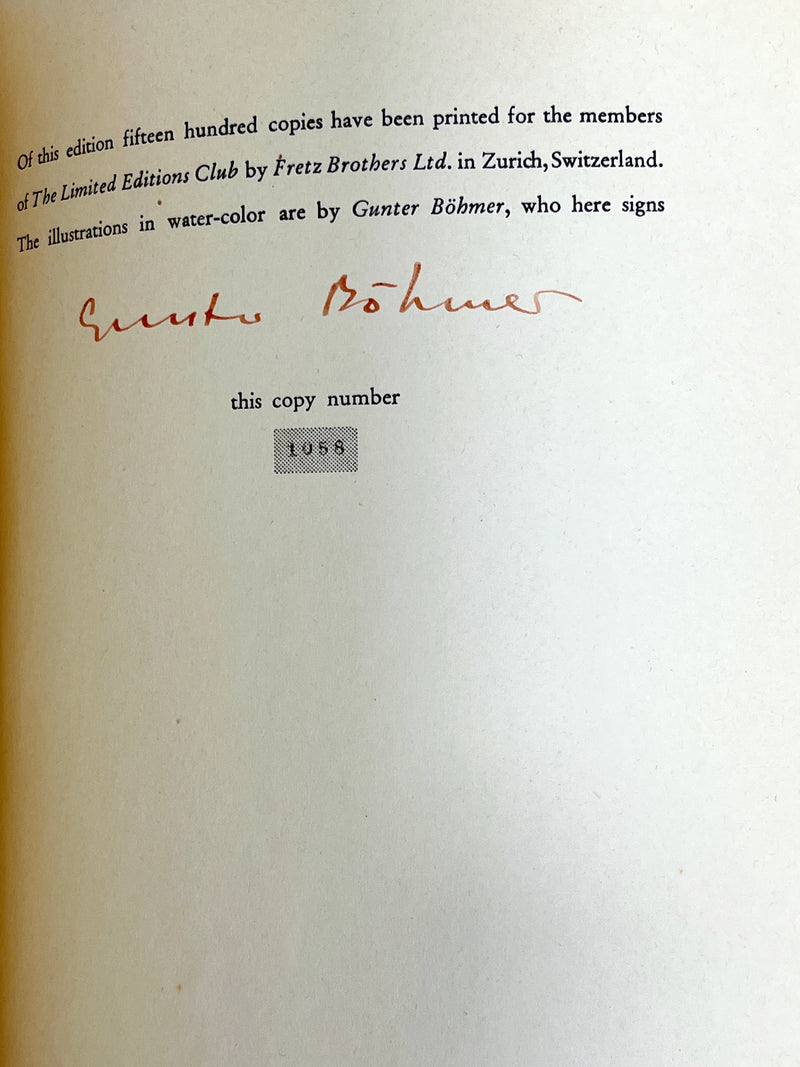 Of this edition fifteen hundred copies have been printed for the members
of The Limited Editions Club by Fretz Brothers Ltd. in Zurich, Switzerland.
The illustrations in water-color are by Gunter Böhmer, who here signs
Gunter Böhmer
this copy number
1058